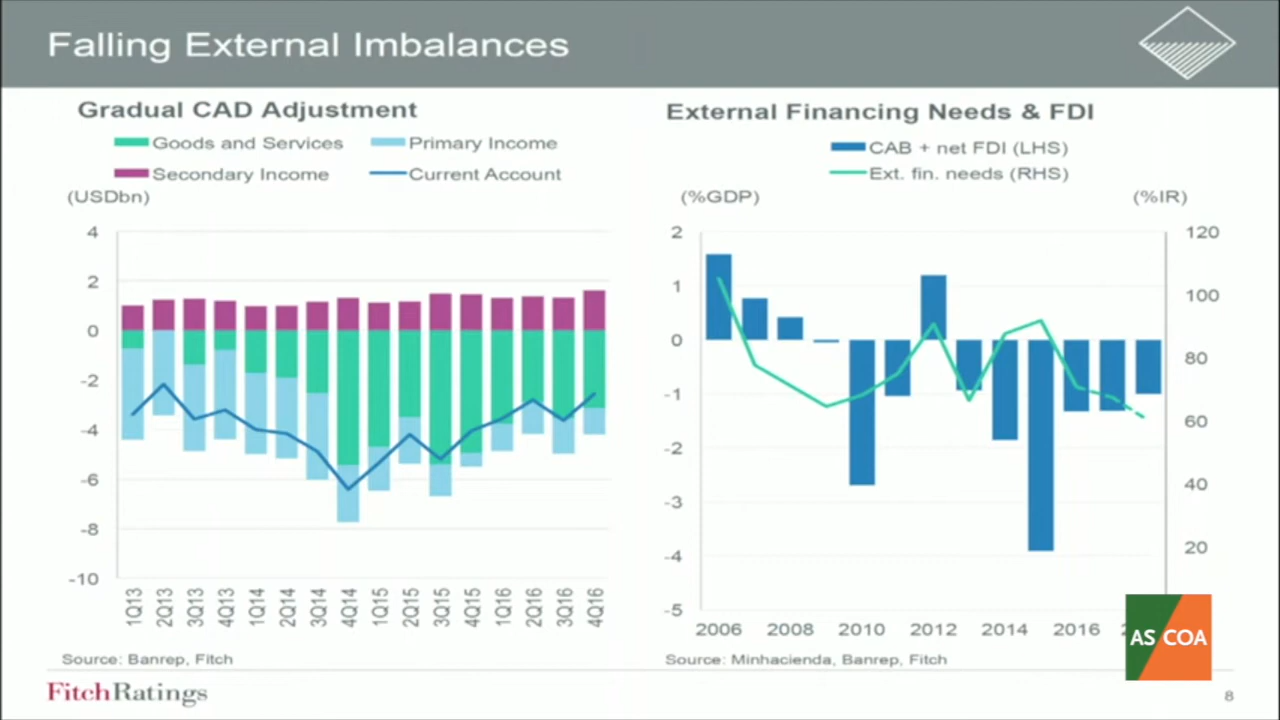 Falling External Imbalances
Gradual CAD Adjustment
Goods and Services
Primary Income
Secondary Income
Current Account
(USDbn)
4
2
0
-2
-4
-6
-8
-10
1Q13
2Q13
3Q13
4Q13
1Q14
2Q14
3Q14
4Q14
1Q15
2Q15
3Q15
4Q15
1Q16
2Q16
3Q16
4Q16
Source: Banrep, Fitch
External Financing Needs & FDI
CAB + net FDI (LHS)
Ext. fin. needs (RHS)
(%GDP)
(%IR)
2
1
0
-1
-2
-3
-4
-5
120
100
80
60
40
20
2006
2008
2010
2012
2014
2016
Source: Minhacienda, Banrep, Fitch
AS COA
FitchRatings
8